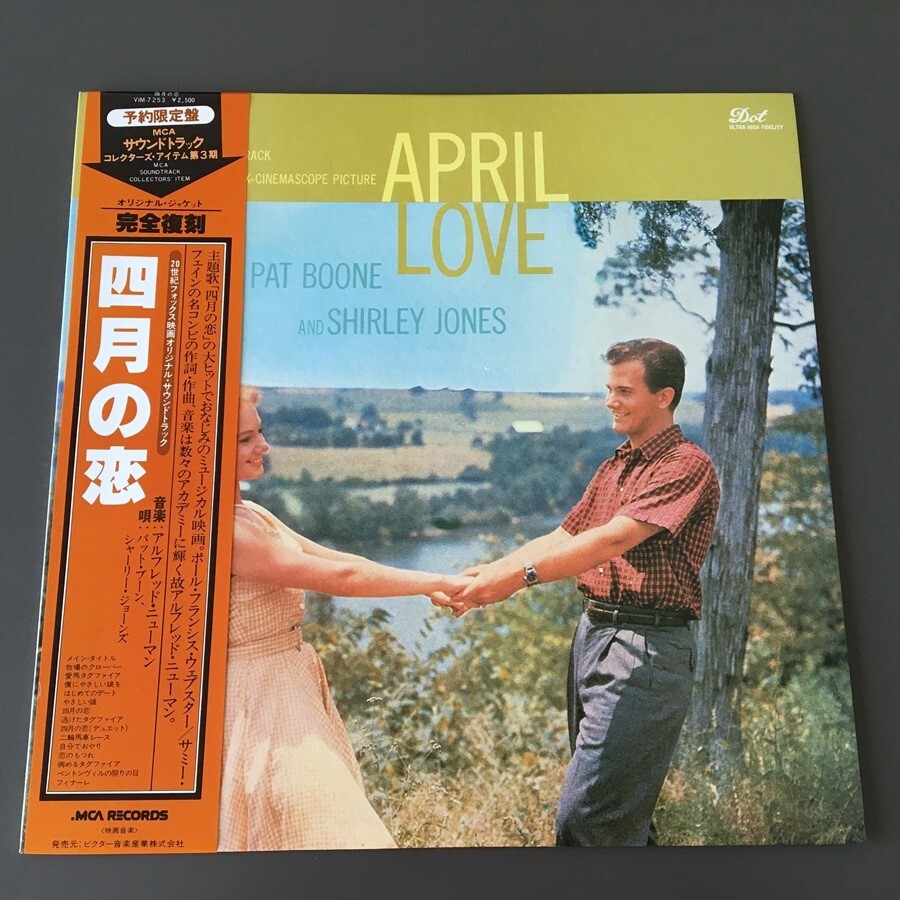 四月の恋
VIM-7253 ¥2,500
予約限定盤
MCA
サウンドトラック
コレクターズ・アイテム第3期
MCA
SOUNDTRACK
COLLECTORS' ITEM
オリジナル・ジャケット
完全復刻
主題歌「四月の恋」の大ヒットでおなじみのミュージカル映画。ポール・フランシス・ウェブスター/サミー・
フェインの名コンビの作詞・作曲、音楽は数々のアカデミーに輝く故アルフレッド・ニューマン。
20世紀フォックス映画オリジナル・サウンドトラック
四月の恋
音楽:アルフレッド・ニューマン
唄:パット・ブーン、
シャーリー・ジョーンズ
メイン・タイトル
牧場のクローバー
愛馬タグファイア
僕にやさしい娘を
はじめてのデート
やさしい娘
四月の恋
逃げたタグファイア
四月の恋(デュエット)
二輪馬車レース
自分でおやり
恋のもつれ
病めるタグファイア
ベントンヴィルの祭りの日
フィナーレ
MCA RECORDS
〈映画音楽〉
発売元:ビクター音楽産業株式会社
Dot
ULTRA HIGH FIDELITY
RACK
K-CINEMASCOPE PICTURE
APRIL
LOVE
PAT BOONE
AND SHIRLEY JONES